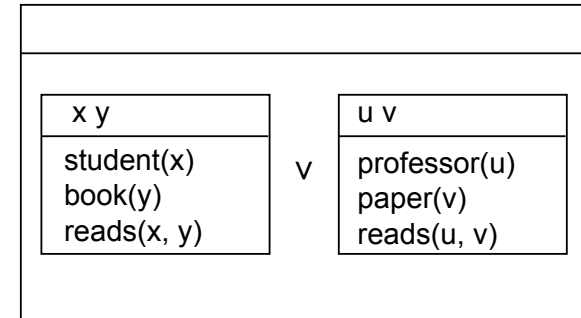 x y
student(x)
book(y)
reads(x, y)
v
u v
professor(u)
paper(v)
reads(u, v)